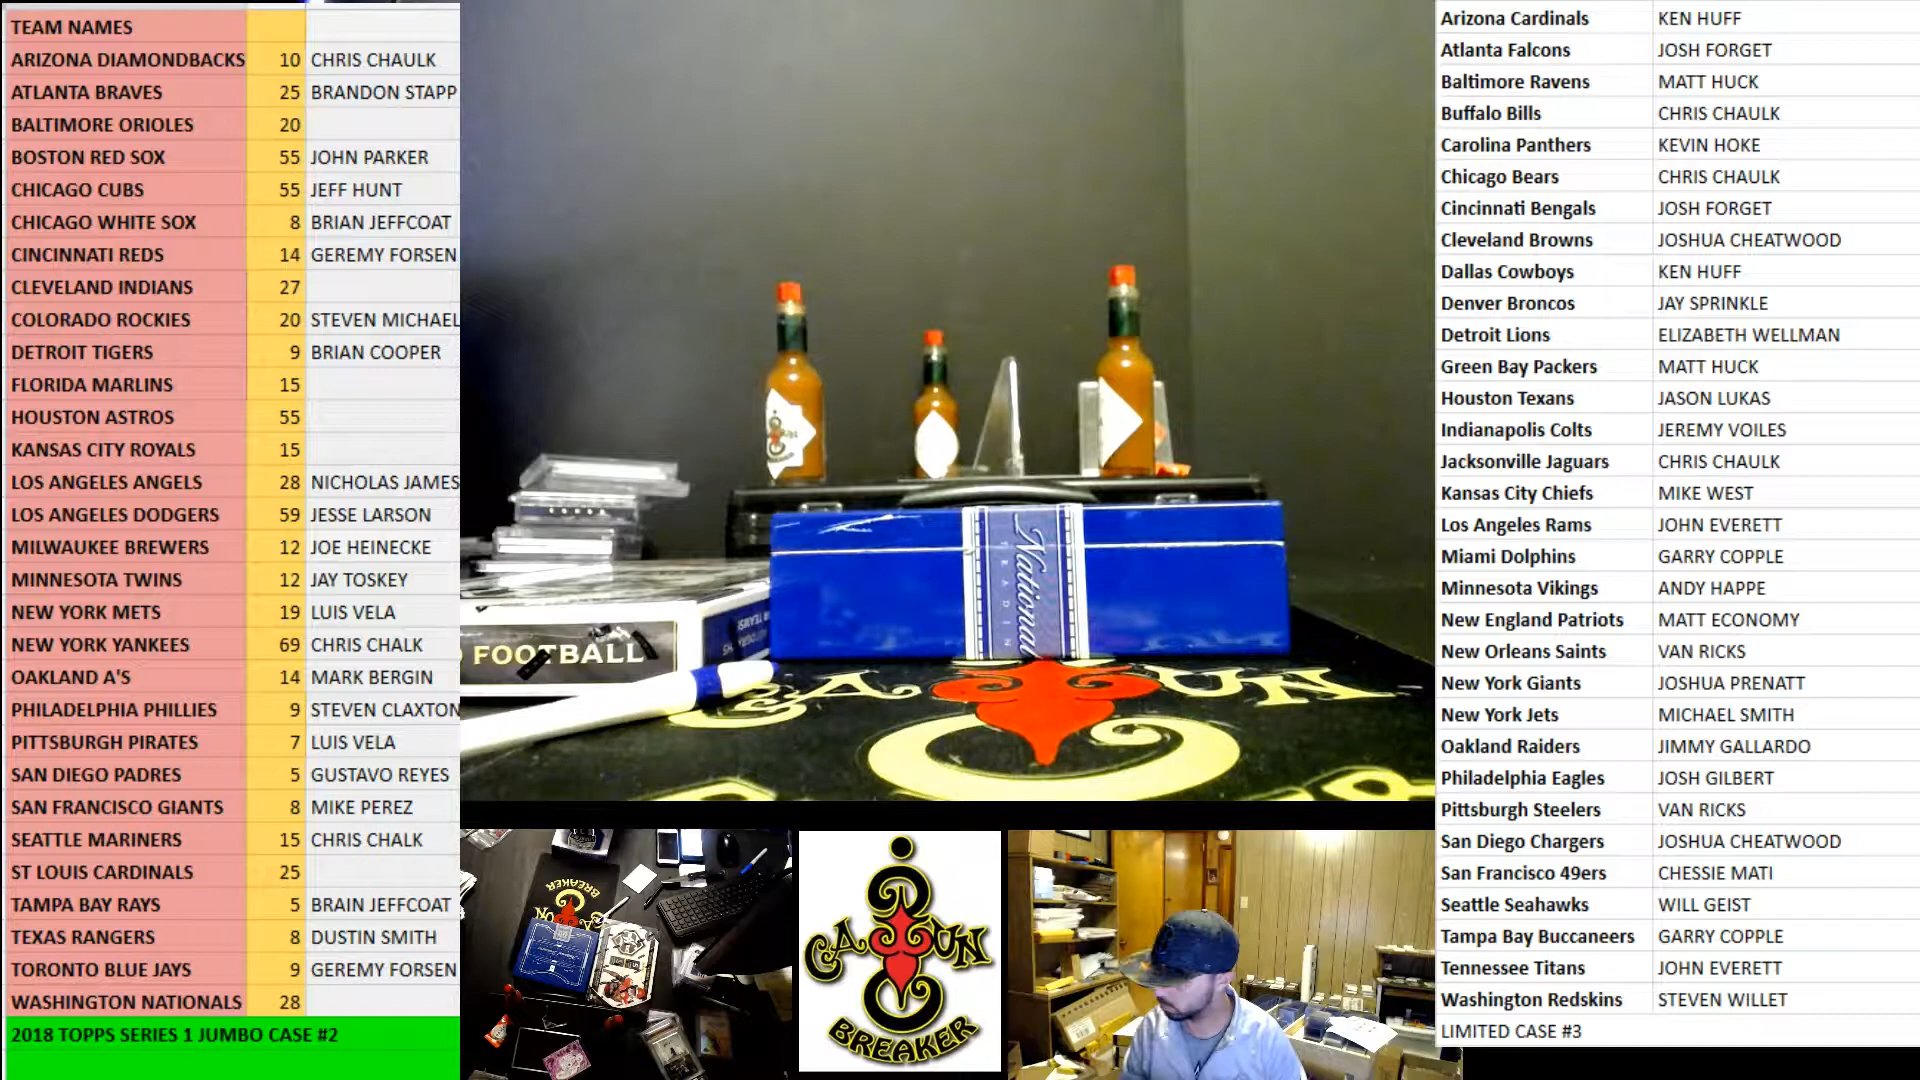 TEAM NAMES
ARIZONA DIAMONDBACKS 10 CHRIS CHAULK
ATLANTA BRAVES 25 BRANDON STAPP
BALTIMORE ORIOLES 20
BOSTON RED SOX 55 JOHN PARKER
CHICAGO CUBS 55 JEFF HUNT
CHICAGO WHITE SOX 8 BRIAN JEFFCOAT
CINCINNATI REDS 14 GEREMY FORSEN
CLEVELAND INDIANS 27
COLORADO ROCKIES 20 STEVEN MICHAEL
DETROIT TIGERS 9 BRIAN COOPER
FLORIDA MARLINS 15
HOUSTON ASTROS 55
KANSAS CITY ROYALS 15
LOS ANGELES ANGELS 28 NICHOLAS JAMES
LOS ANGELES DODGERS 59 JESSE LARSON
MILWAUKEE BREWERS 12 JOE HEINECKE
MINNESOTA TWINS 12 JAY TOSKEY
NEW YORK METS 19 LUIS VELA
NEW YORK YANKEES 69 CHRIS CHALK
OAKLAND A'S 14 MARK BERGIN
PHILADELPHIA PHILLIES 9 STEVEN CLAXTON
PITTSBURGH PIRATES 7 LUIS VELA
SAN DIEGO PADRES 5 GUSTAVO REYES
SAN FRANCISCO GIANTS 8 MIKE PEREZ
SEATTLE MARINERS 15 CHRIS CHALK
ST LOUIS CARDINALS 25
TAMPA BAY RAYS 5 BRAIN JEFFCOAT
TEXAS RANGERS 8 DUSTIN SMITH
TORONTO BLUE JAYS 9 GEREMY FORSEN
WASHINGTON NATIONALS 28
2018 TOPPS SERIES 1 JUMBO CASE #2
National
FOOTBALL
CAJUN
CAJUN
BREAKER
Arizona Cardinals KEN HUFF
Atlanta Falcons JOSH FORGET
Baltimore Ravens MATT HUCK
Buffalo Bills CHRIS CHAULK
Carolina Panthers KEVIN HOKE
Chicago Bears CHRIS CHAULK
Cincinnati Bengals JOSH FORGET
Cleveland Browns JOSHUA CHEATWOOD
Dallas Cowboys KEN HUFF
Denver Broncos JAY SPRINKLE
Detroit Lions ELIZABETH WELLMAN
Green Bay Packers MATT HUCK
Houston Texans JASON LUKAS
Indianapolis Colts JEREMY VOILES
Jacksonville Jaguars CHRIS CHAULK
Kansas City Chiefs MIKE WEST
Los Angeles Rams JOHN EVERETT
Miami Dolphins GARRY COPPLE
Minnesota Vikings ANDY HAPPE
New England Patriots MATT ECONOMY
New Orleans Saints VAN RICKS
New York Giants JOSHUA PRENATT
New York Jets MICHAEL SMITH
Oakland Raiders JIMMY GALLARDO
Philadelphia Eagles JOSH GILBERT
Pittsburgh Steelers VAN RICKS
San Diego Chargers JOSHUA CHEATWOOD
San Francisco 49ers CHESSIE MATI
Seattle Seahawks WILL GEIST
Tampa Bay Buccaneers GARRY COPPLE
Tennessee Titans JOHN EVERETT
Washington Redskins STEVEN WILLET
LIMITED CASE #3